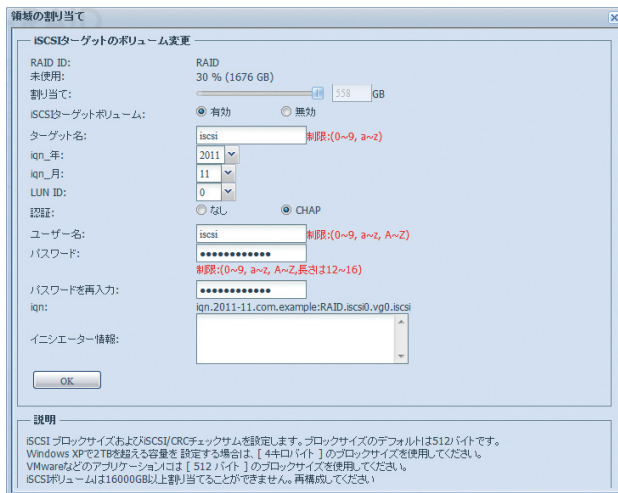 領域の割り当て
iSCSIターゲットのボリューム変更
RAID ID: RAID
未使用: 30 % (1676 GB)
割り当て: 558 GB
iSCSIターゲットボリューム: 有効 無効
ターゲット名: iscsi 制限:(0~9, a~z)
iqn_年: 2011
iqn_月: 11
LUN ID: 0
認証: なし CHAP
ユーザー名: iscsi 制限:(0~9, a~z, A~Z)
パスワード: ●●●●●●●●●●●●
制限:(0~9, a~z, A~Z,長さは12~16)
パスワードを再入力: ●●●●●●●●●●●●
iqn: iqn.2011-11.com.example:RAID.iscsi0.vg0.iscsi
イニシエーター情報:
OK
説明
iSCSI ブロックサイズおよびiSCSI/CRCチェックサムを設定します。ブロックサイズのデフォルトは512バイトです。
Windows XPで2TBを超える容量を 設定する場合は、[ 4キロバイト ] のブロックサイズを使用してください。
VMwareなどのアプリケーションには [ 512 バイト ] のブロックサイズを使用してください。
iSCSIボリュームは16000GB以上割り当てることができません。再構成してください